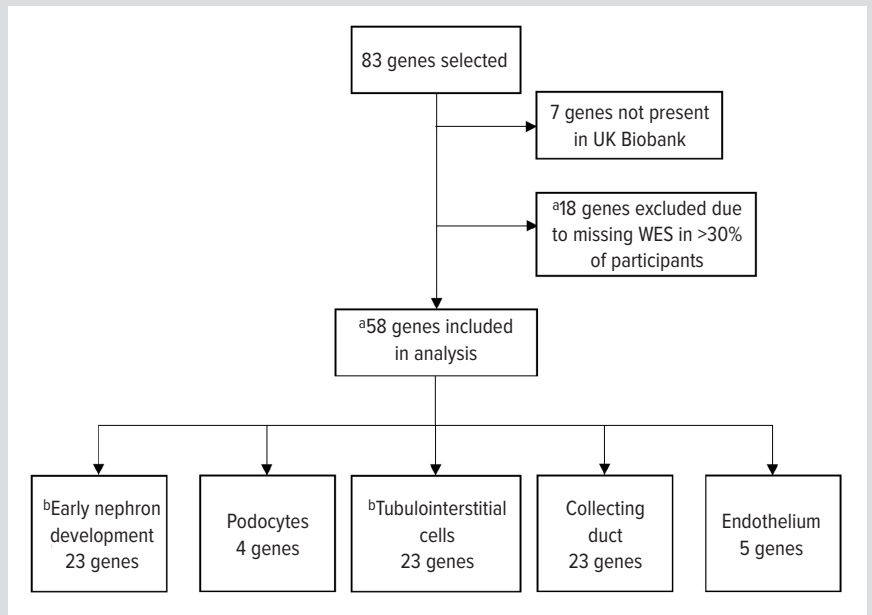 83 genes selected
7 genes not present
in UK Biobank
a18 genes excluded due
to missing WES in >30%
of participants
a58 genes included
in analysis
bEarly nephron
development
23 genes
Podocytes
4 genes
bTubulointerstitial
cells
23 genes
Collecting
duct
23 genes
Endothelium
5 genes